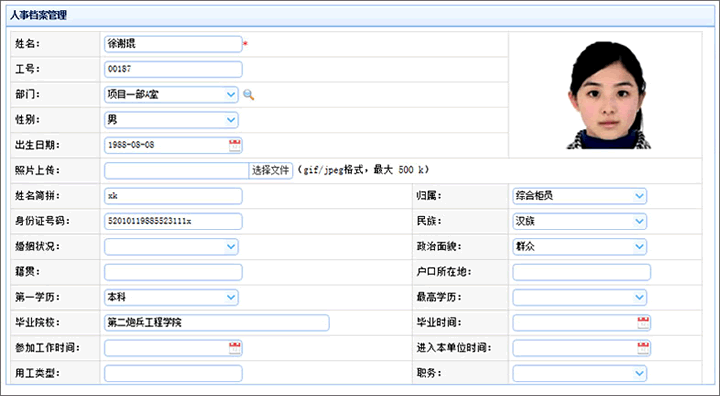 人事档案管理
姓名： 徐谢琨 *
工号： 00187
部门： 项目一部A室
性别： 男
出生日期： 1988-08-08
照片上传： 选择文件 (gif/jpeg格式，最大 500 k)
姓名简拼： xk 归属： 综合柜员
身份证号码： 52010119885523111x 民族： 汉族
婚姻状况： 政治面貌： 群众
籍贯： 户口所在地：
第一学历： 本科 最高学历：
毕业院校： 第二炮兵工程学院 毕业时间：
参加工作时间： 进入本单位时间：
用工类型： 职务：